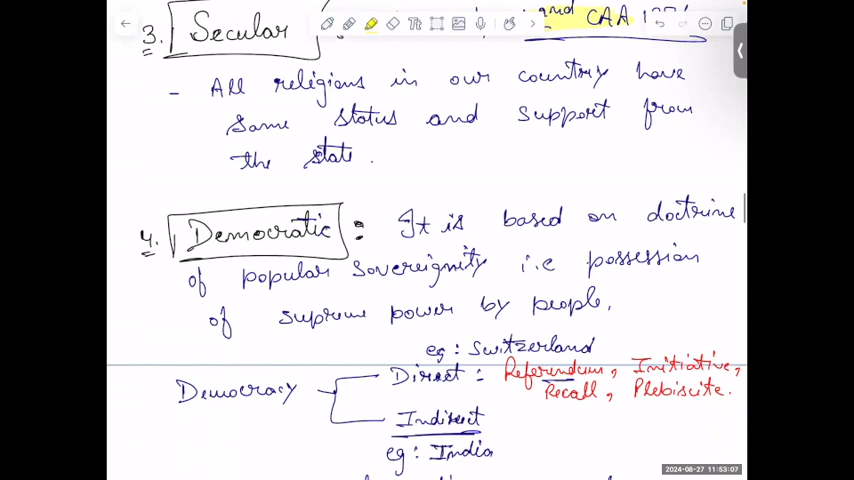 and CAA
3. Secular
- All religions in our country have
same status and support from
the state.
4. Democratic : It is based on doctrine
of popular sovereignity i.e possession
of supreme power by people.
eg : Switzerland
Democracy
Direct : Referendum, Initiative,
Recall, Plebiscite.
Indirect
eg : India
2024-08-27 11:53:07